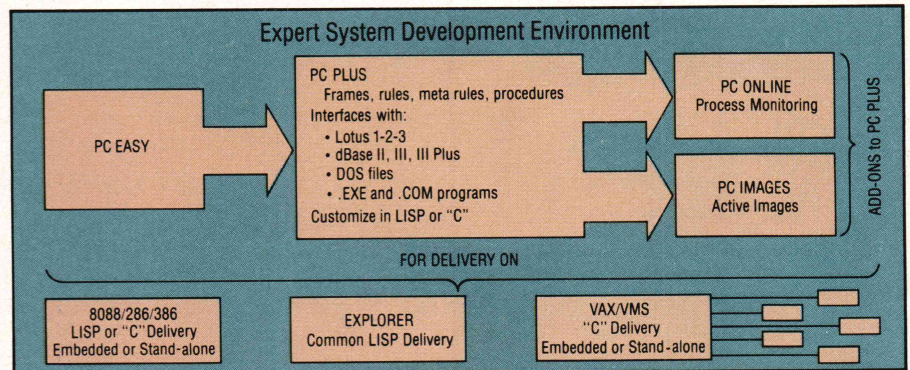 Expert System Development Environment
PC EASY
PC PLUS
Frames, rules, meta rules, procedures
Interfaces with:
• Lotus 1-2-3
• dBase II, III, III Plus
• DOS files
• .EXE and .COM programs
Customize in LISP or "C"
PC ONLINE
Process Monitoring
PC IMAGES
Active Images
ADD-ONS to PC PLUS
FOR DELIVERY ON
8088/286/386
LISP or "C" Delivery
Embedded or Stand-alone
EXPLORER
Common LISP Delivery
VAX/VMS
"C" Delivery
Embedded or Stand-alone